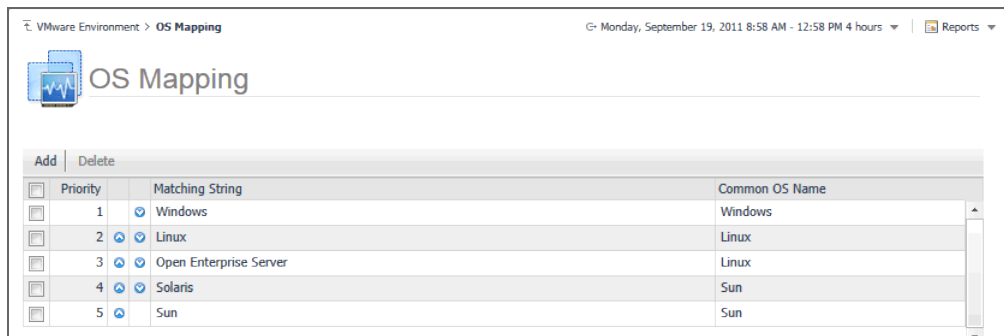 VMware Environment > OS Mapping
Monday, September 19, 2011 8:58 AM - 12:58 PM 4 hours
Reports
OS Mapping
Add Delete
Priority Matching String Common OS Name
1 Windows Windows
2 Linux Linux
3 Open Enterprise Server Linux
4 Solaris Sun
5 Sun Sun